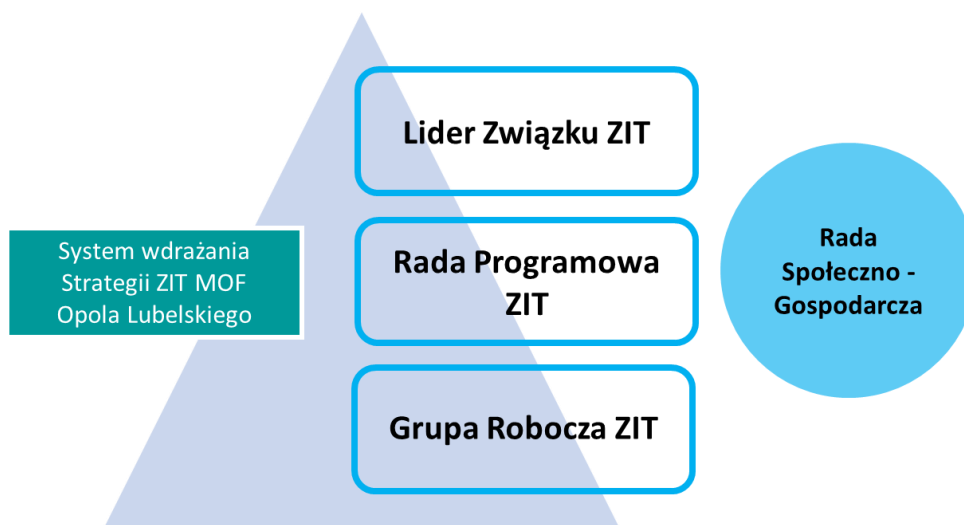 Lider Związku ZIT
System wdrażania
Strategii ZIT MOF
Opola Lubelskiego
Rada Programowa
ZIT
Rada
Społeczno -
Gospodarcza
Grupa Robocza ZIT